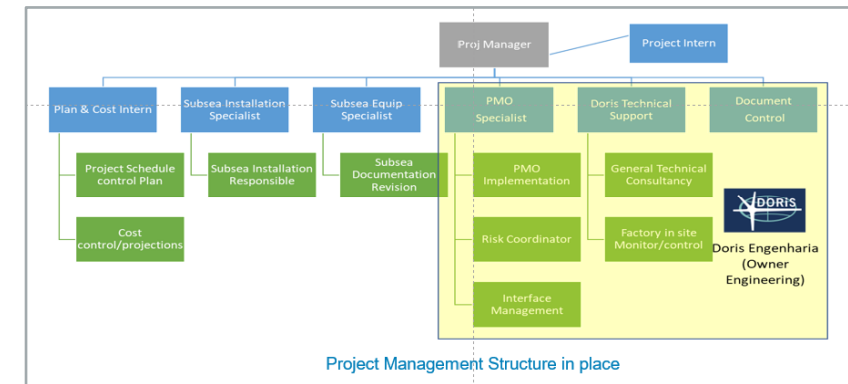 Proj Manager
Project Intern
Plan & Cost Intern
Subsea Installation
Specialist
Subsea Equip
Specialist
PMO
Specialist
Doris Technical
Support
Document
Control
Project Schedule
control Plan
Subsea Installation
Responsible
Subsea
Documentation
Revision
PMO
Implementation
General Technical
Consultancy
Cost
control/projections
Risk Coordinator
Factory in site
Monitor/control
Interface
Management
DORIS
Doris Engenharia
(Owner
Engineering)
Project Management Structure in place